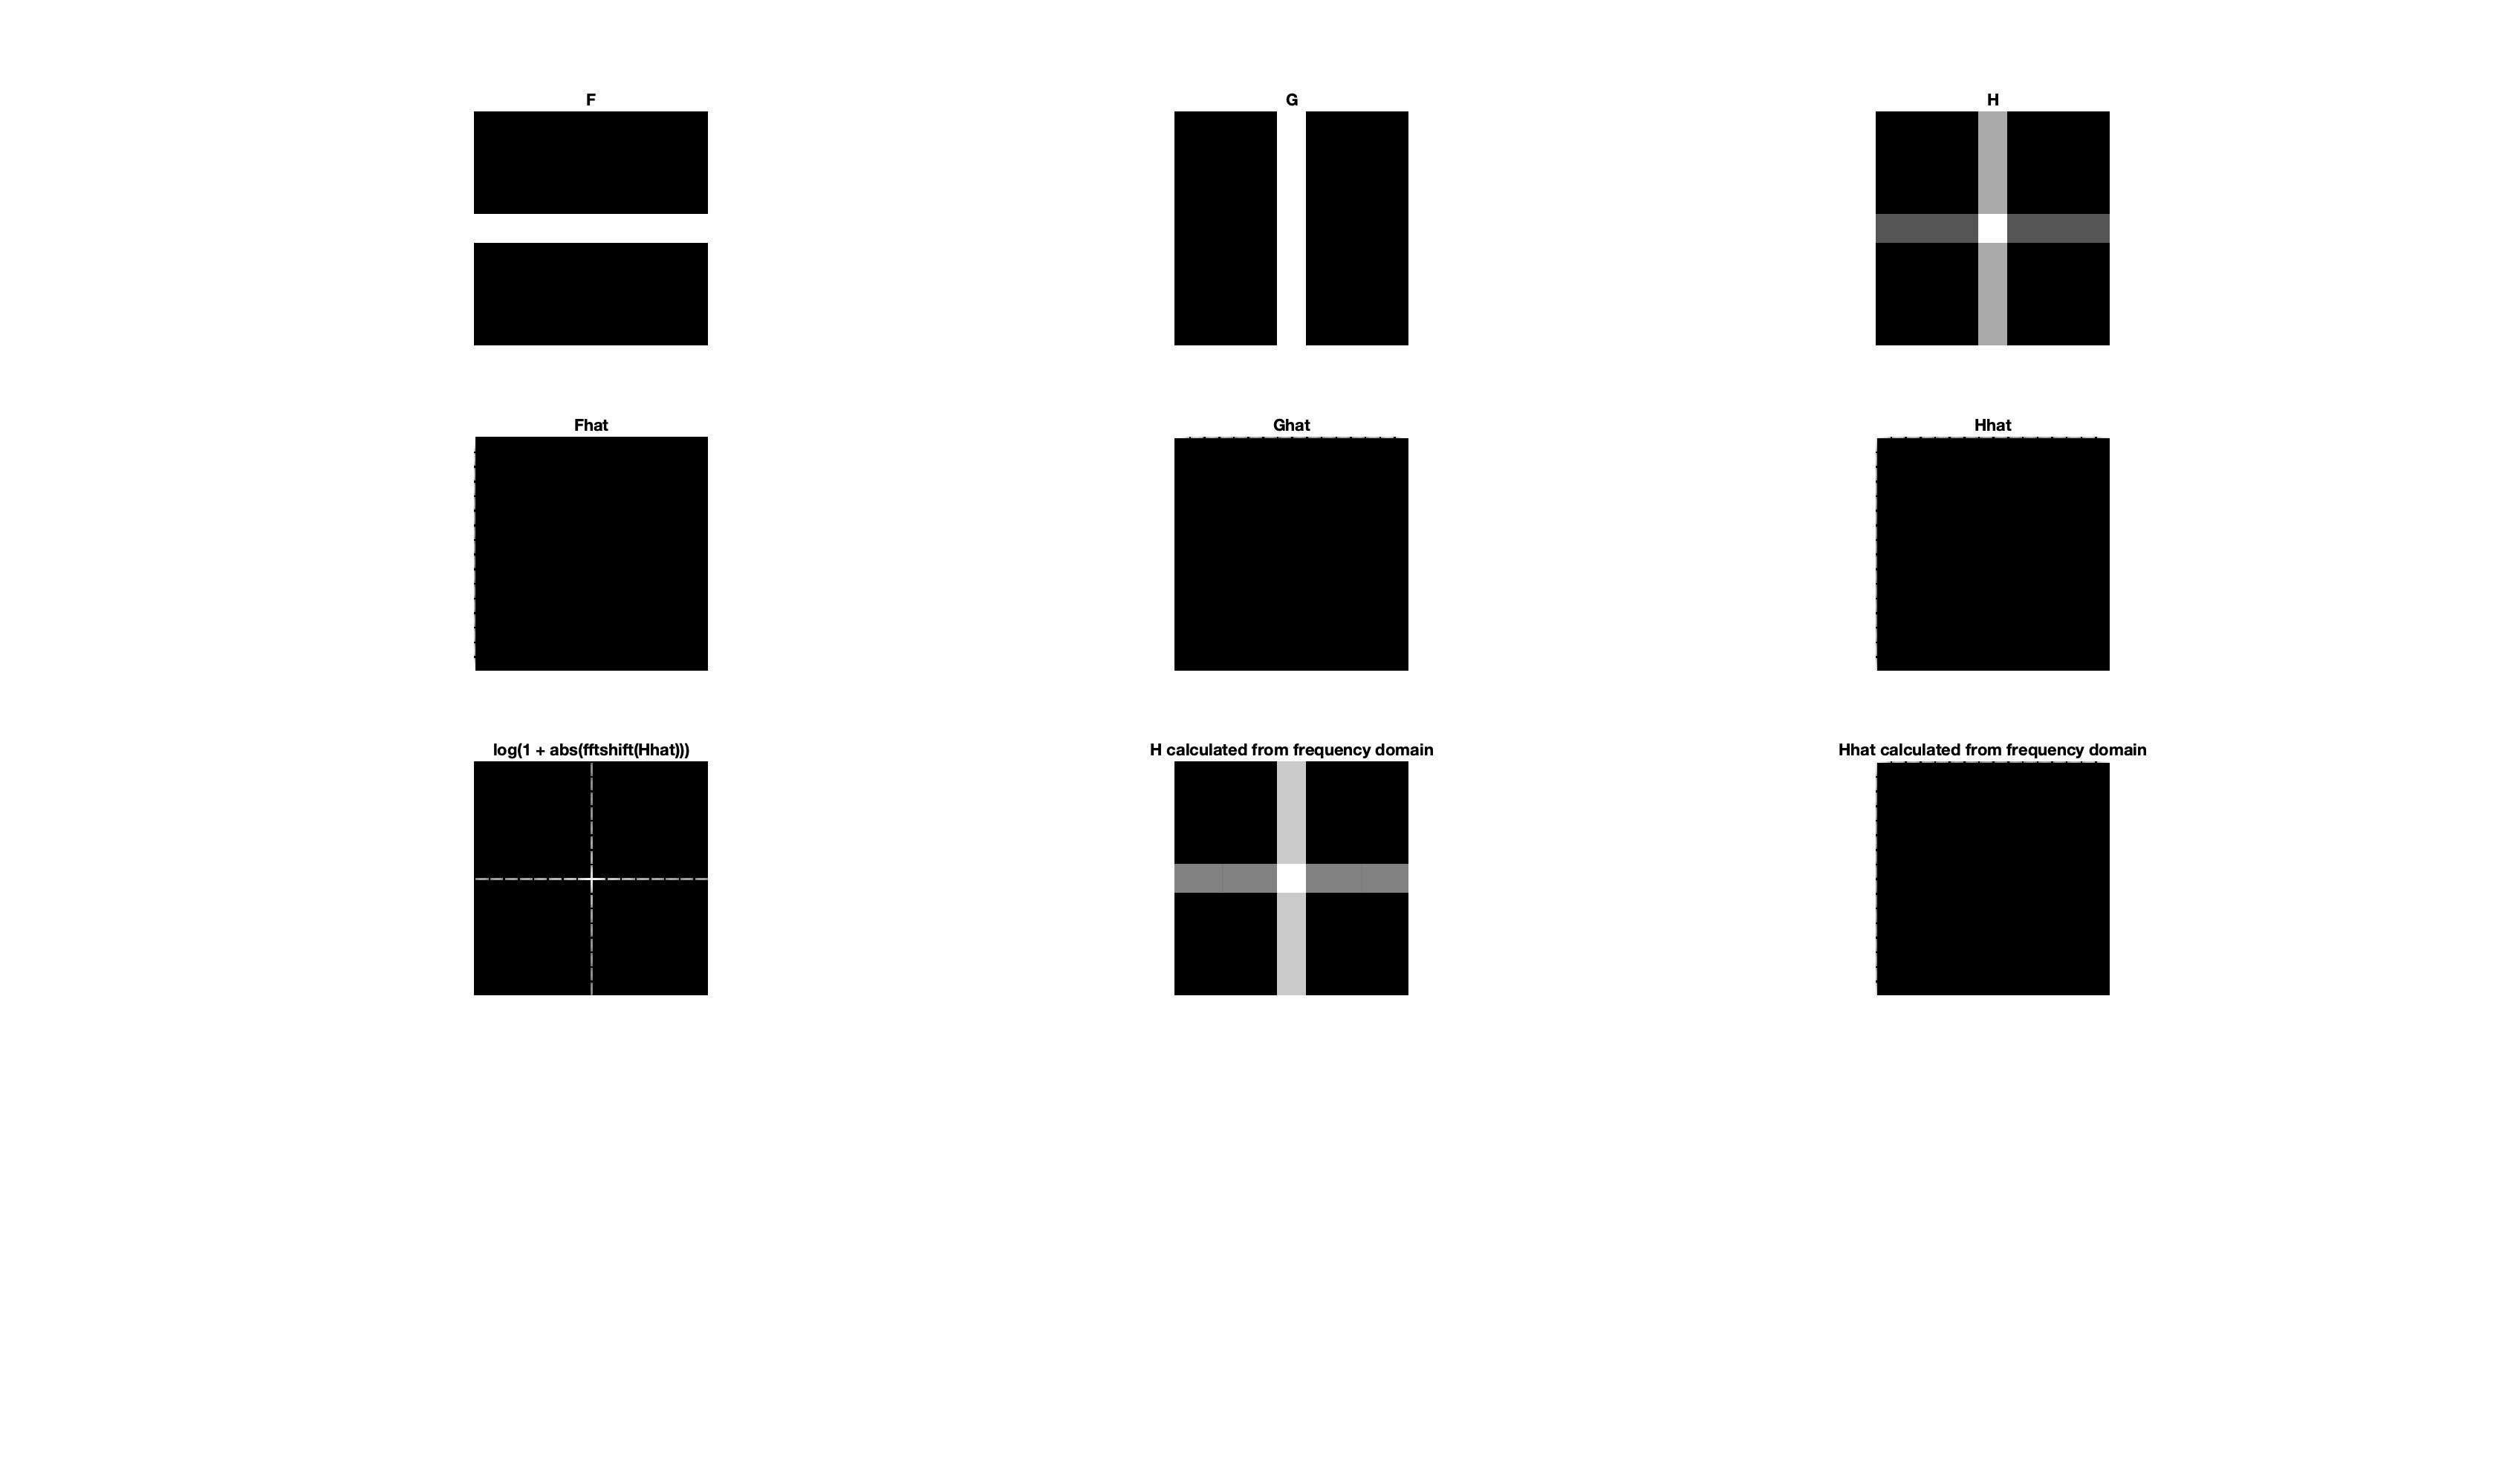 F
G
H
Fhat
Ghat
Hhat
log(1 + abs(fftshift(Hhat)))
H calculated from frequency domain
Hhat calculated from frequency domain